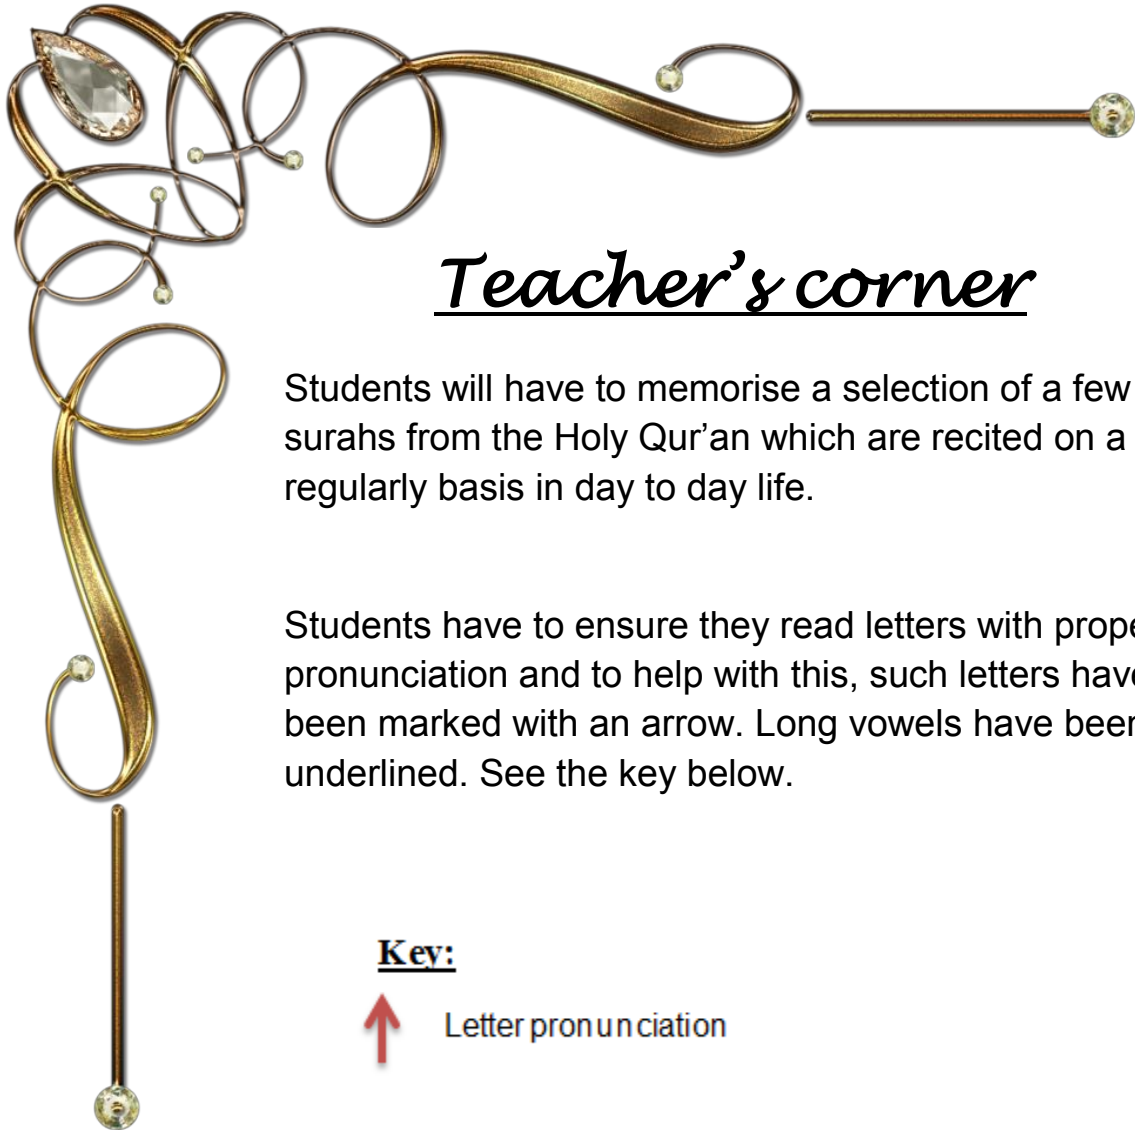 Teacher's corner
Students will have to memorise a selection of a few
surahs from the Holy Qur'an which are recited on a
regularly basis in day to day life.
Students have to ensure they read letters with prope
pronunciation and to help with this, such letters have
been marked with an arrow. Long vowels have been
underlined. See the key below.
Key:
Letter pronunciation